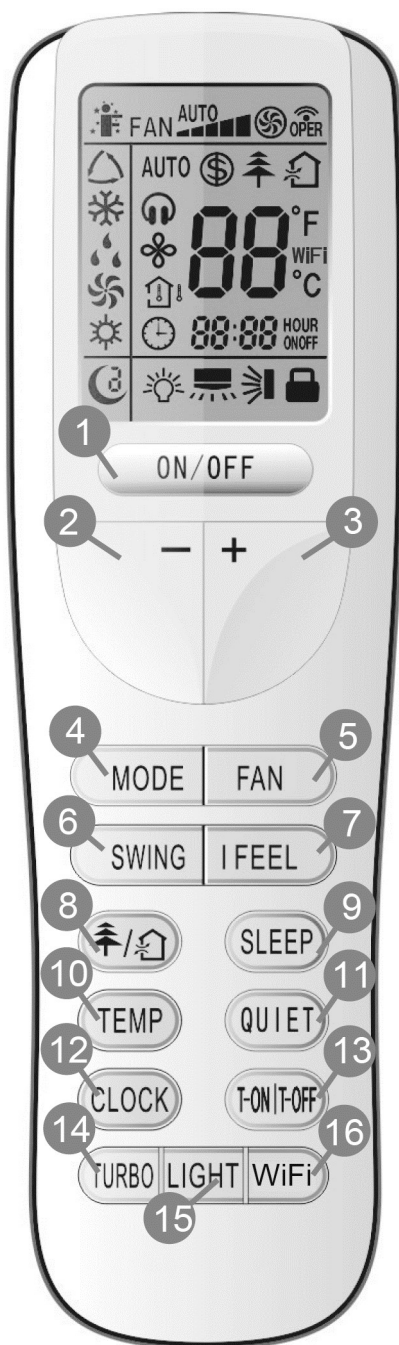 FAN AUTO OPER
AUTO
88 °F
WiFi
°C
88:88 HOUR
ON OFF
1
ON/OFF
2 3
− +
4 5
MODE FAN
6 7
SWING I FEEL
8 9
/ SLEEP
10 11
TEMP QUIET
12 13
CLOCK T-ON|T-OFF
14 16
TURBO LIGHT WiFi
15